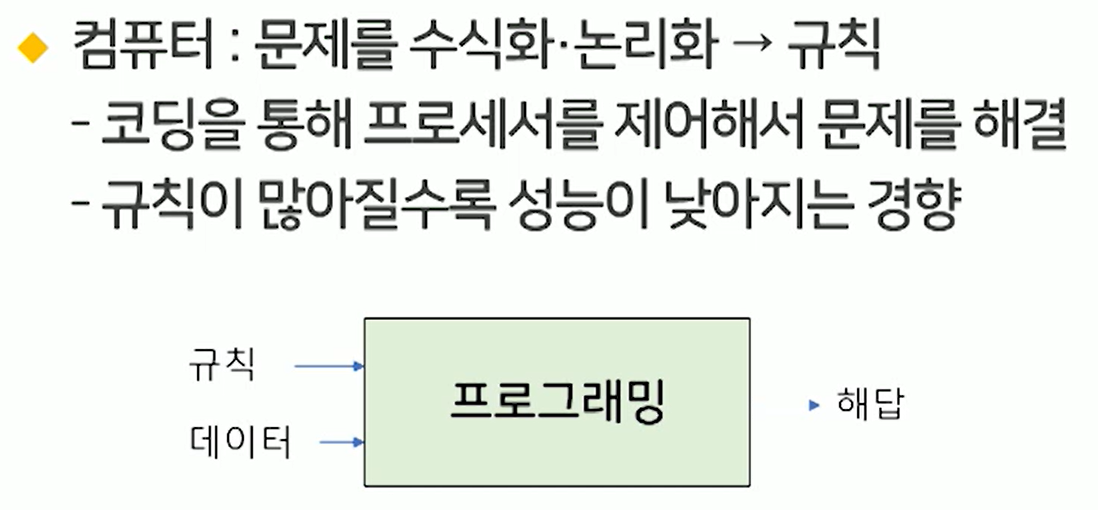 ◆ 컴퓨터 : 문제를 수식화·논리화 → 규칙
- 코딩을 통해 프로세서를 제어해서 문제를 해결
- 규칙이 많아질수록 성능이 낮아지는 경향
규칙
프로그래밍
해답
데이터